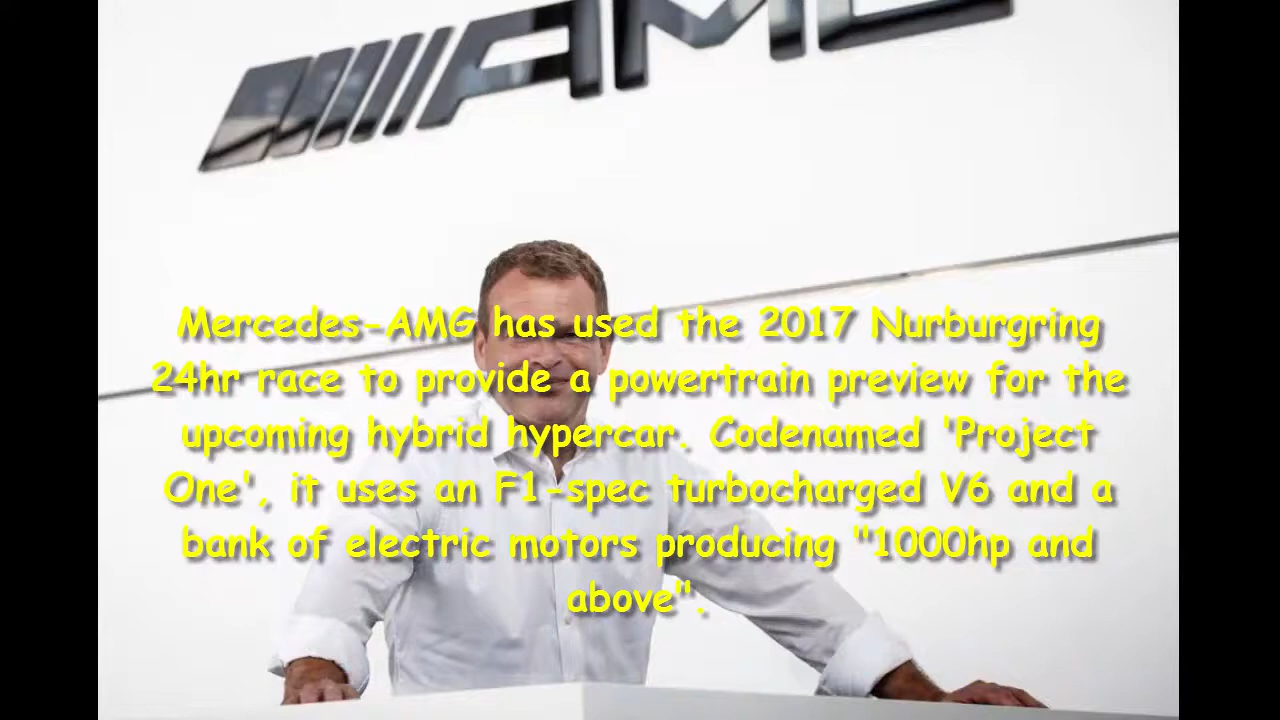 AMG
Mercedes-AMG has used the 2017 Nurburgring
24hr race to provide a powertrain preview for the
upcoming hybrid hypercar. Codenamed 'Project
One', it uses an F1-spec turbocharged V6 and a
bank of electric motors producing "1000hp and
above".